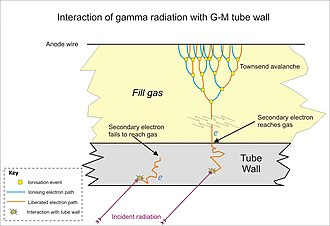 Interaction of gamma radiation with G-M tube wall
Anode wire
Townsend avalanche
Fill gas
Secondary electron
fails to reach gas
Secondary electron
reaches gas
e
e
Tube
Wall
Key
Ionisation event
Ionising electron path
Liberated electron path
Interaction with tube wall
Incident radiation